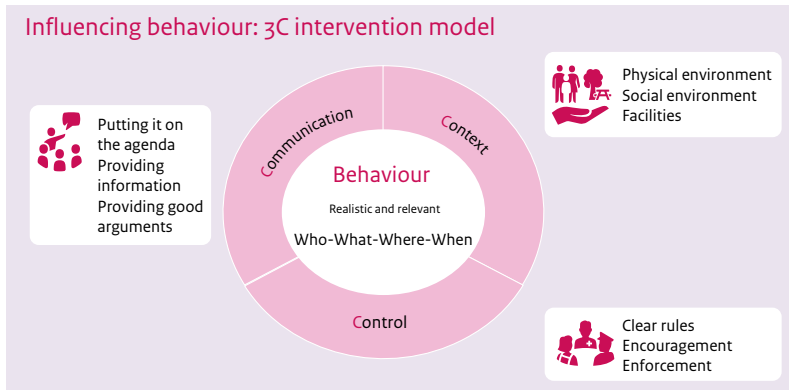 Influencing behaviour: 3C intervention model
Putting it on
the agenda
Providing
information
Providing good
arguments
Communication
Context
Physical environment
Social environment
Facilities
Behaviour
Realistic and relevant
Who-What-Where-When
Control
Clear rules
Encouragement
Enforcement